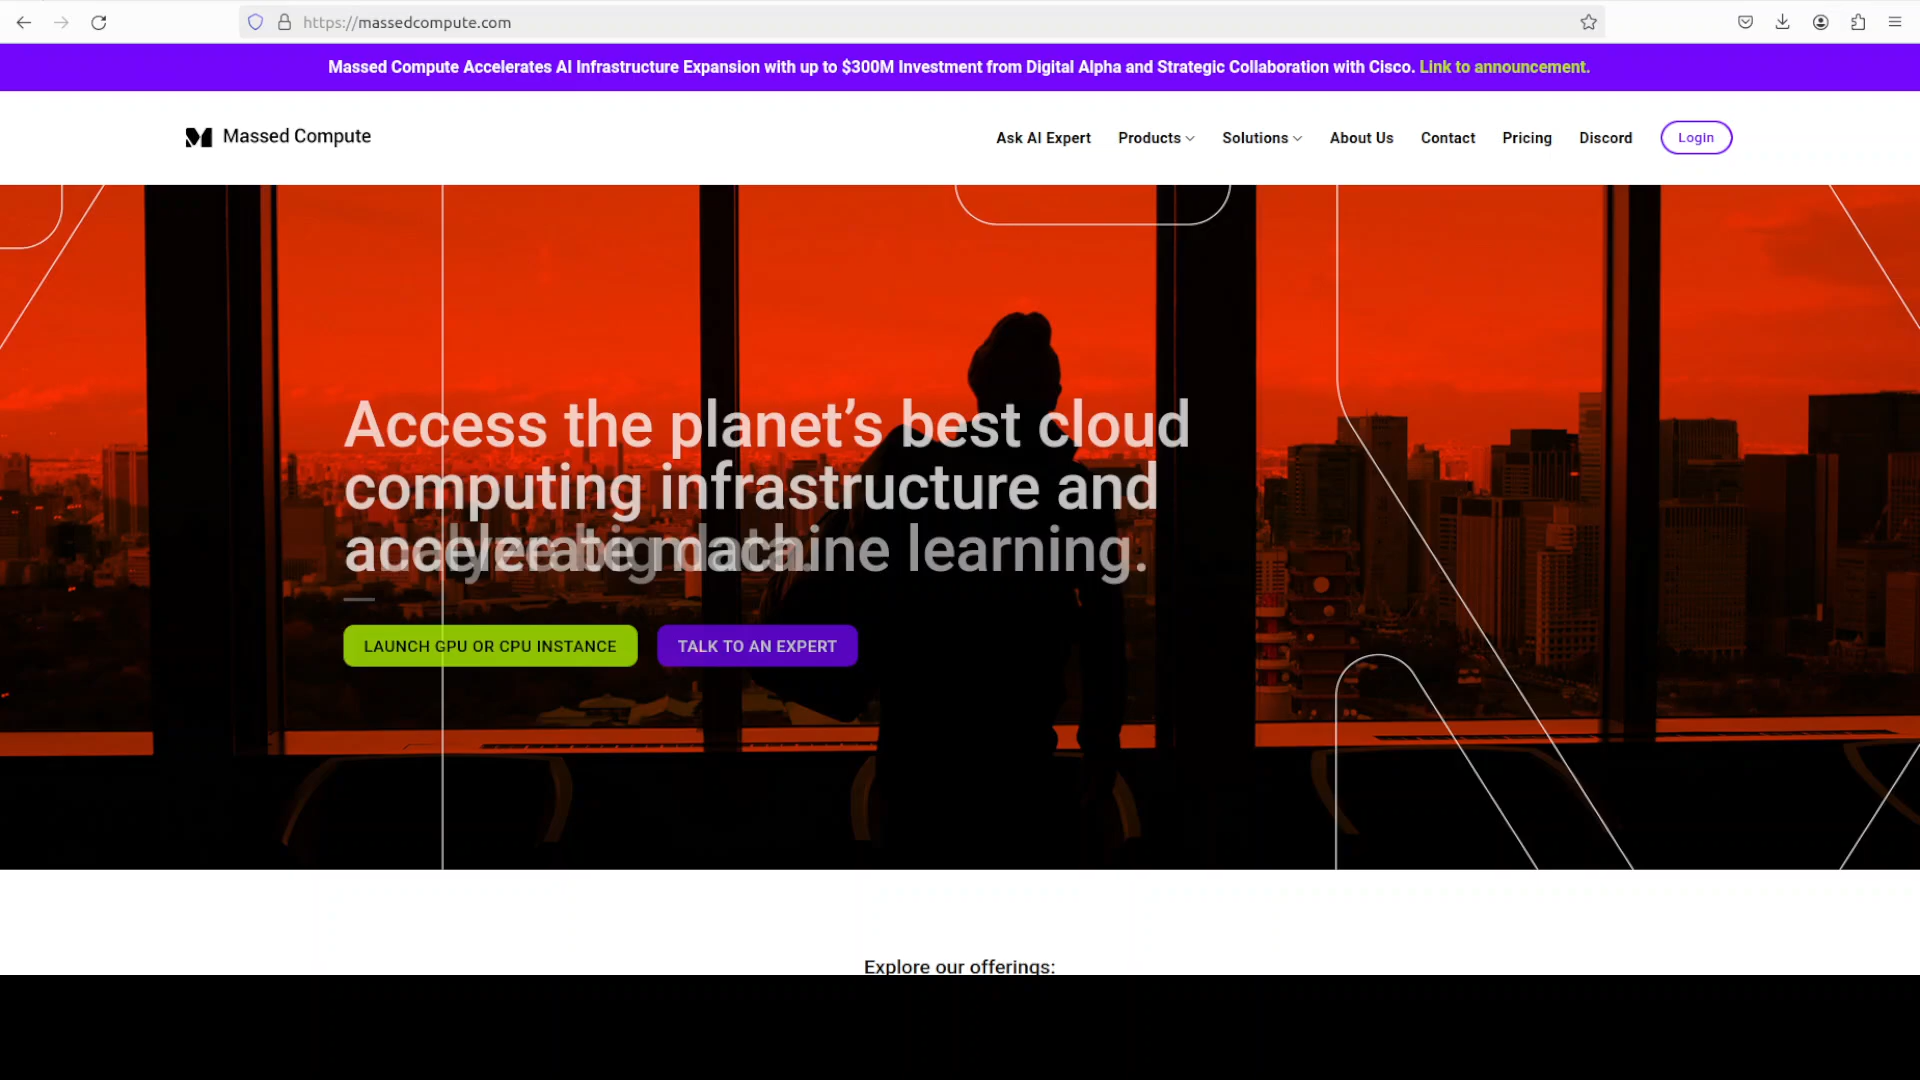 https://massedcompute.com
Massed Compute Accelerates AI Infrastructure Expansion with up to $300M Investment from Digital Alpha and Strategic Collaboration with Cisco. Link to announcement.
Massed Compute
Ask AI Expert
Products
Solutions
About Us
Contact
Pricing
Discord
Login
Access the planet’s best cloud
computing infrastructure and
accelerate machine learning.
LAUNCH GPU OR CPU INSTANCE
TALK TO AN EXPERT
Explore our offerings: